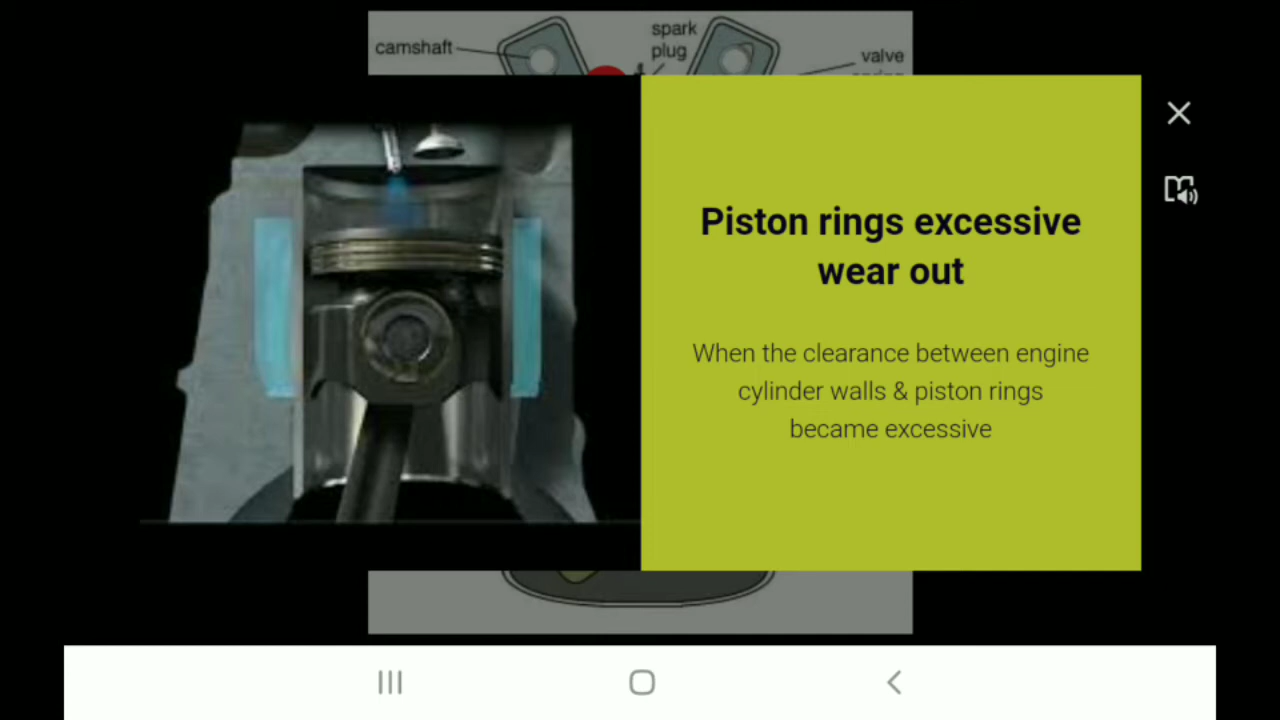 camshaft
spark
plug
valve
spring
Piston rings excessive
wear out
When the clearance between engine
cylinder walls & piston rings
became excessive